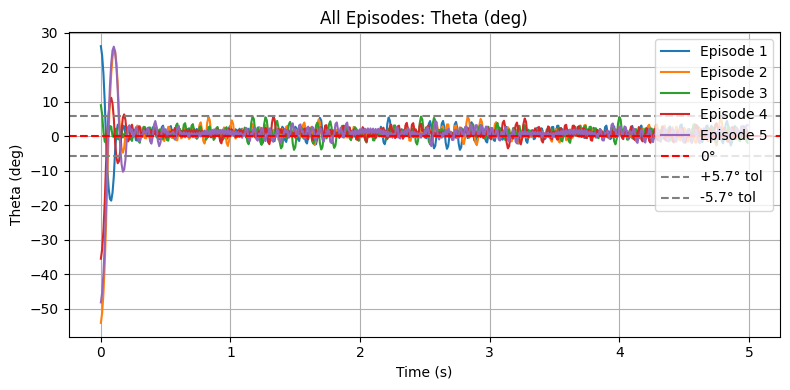 All Episodes: Theta (deg)
Theta (deg)
30
20
10
0
−10
−20
−30
−40
−50
0
1
2
3
4
5
Time (s)
Episode 1
Episode 2
Episode 3
Episode 4
Episode 5
0°
+5.7° tol
-5.7° tol